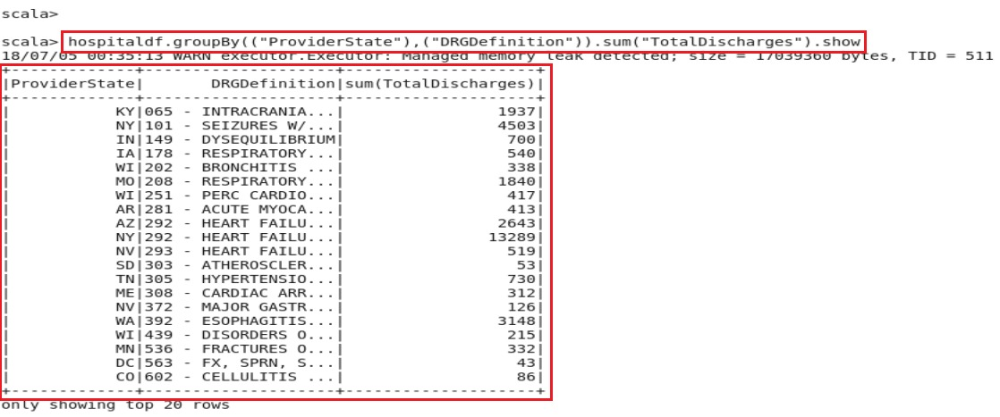 scala>
scala> hospitaldf.groupBy(("ProviderState"),("DRGDefinition")).sum("TotalDischarges").show
18/07/05 00:35:13 WARN executor.Executor: Managed memory leak detected; size = 17039360 bytes, TID = 511
+-------------+--------------------+--------------------+
|ProviderState|       DRGDefinition|sum(TotalDischarges)|
+-------------+--------------------+--------------------+
|           KY|065 - INTRACRANIA...|                1937|
|           NY|101 - SEIZURES W/...|                4503|
|           IN|149 - DYSEQUILIBRIUM|                 700|
|           IA|178 - RESPIRATORY...|                 540|
|           WI|202 - BRONCHITIS ...|                 338|
|           MO|208 - RESPIRATORY...|                1840|
|           WI|251 - PERC CARDIO...|                 417|
|           AR|281 - ACUTE MYOCA...|                 413|
|           AZ|292 - HEART FAILU...|                2643|
|           NY|292 - HEART FAILU...|               13289|
|           NV|293 - HEART FAILU...|                 519|
|           SD|303 - ATHEROSCLER...|                  53|
|           TN|305 - HYPERTENSIO...|                 730|
|           ME|308 - CARDIAC ARR...|                 312|
|           NV|372 - MAJOR GASTR...|                 126|
|           WA|392 - ESOPHAGITIS...|                3148|
|           WI|439 - DISORDERS O...|                 215|
|           MN|536 - FRACTURES O...|                 332|
|           DC|563 - FX, SPRN, S...|                  43|
|           CO|602 - CELLULITIS ...|                  86|
+-------------+--------------------+--------------------+
only showing top 20 rows